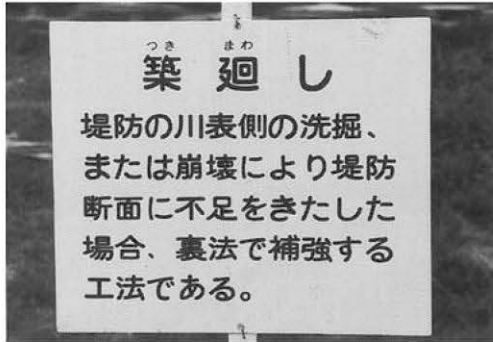 つき まわ
築廻し
堤防の川表側の洗掘、
または崩壊により堤防
断面に不足をきたした
場合、裏法で補強する
工法である。